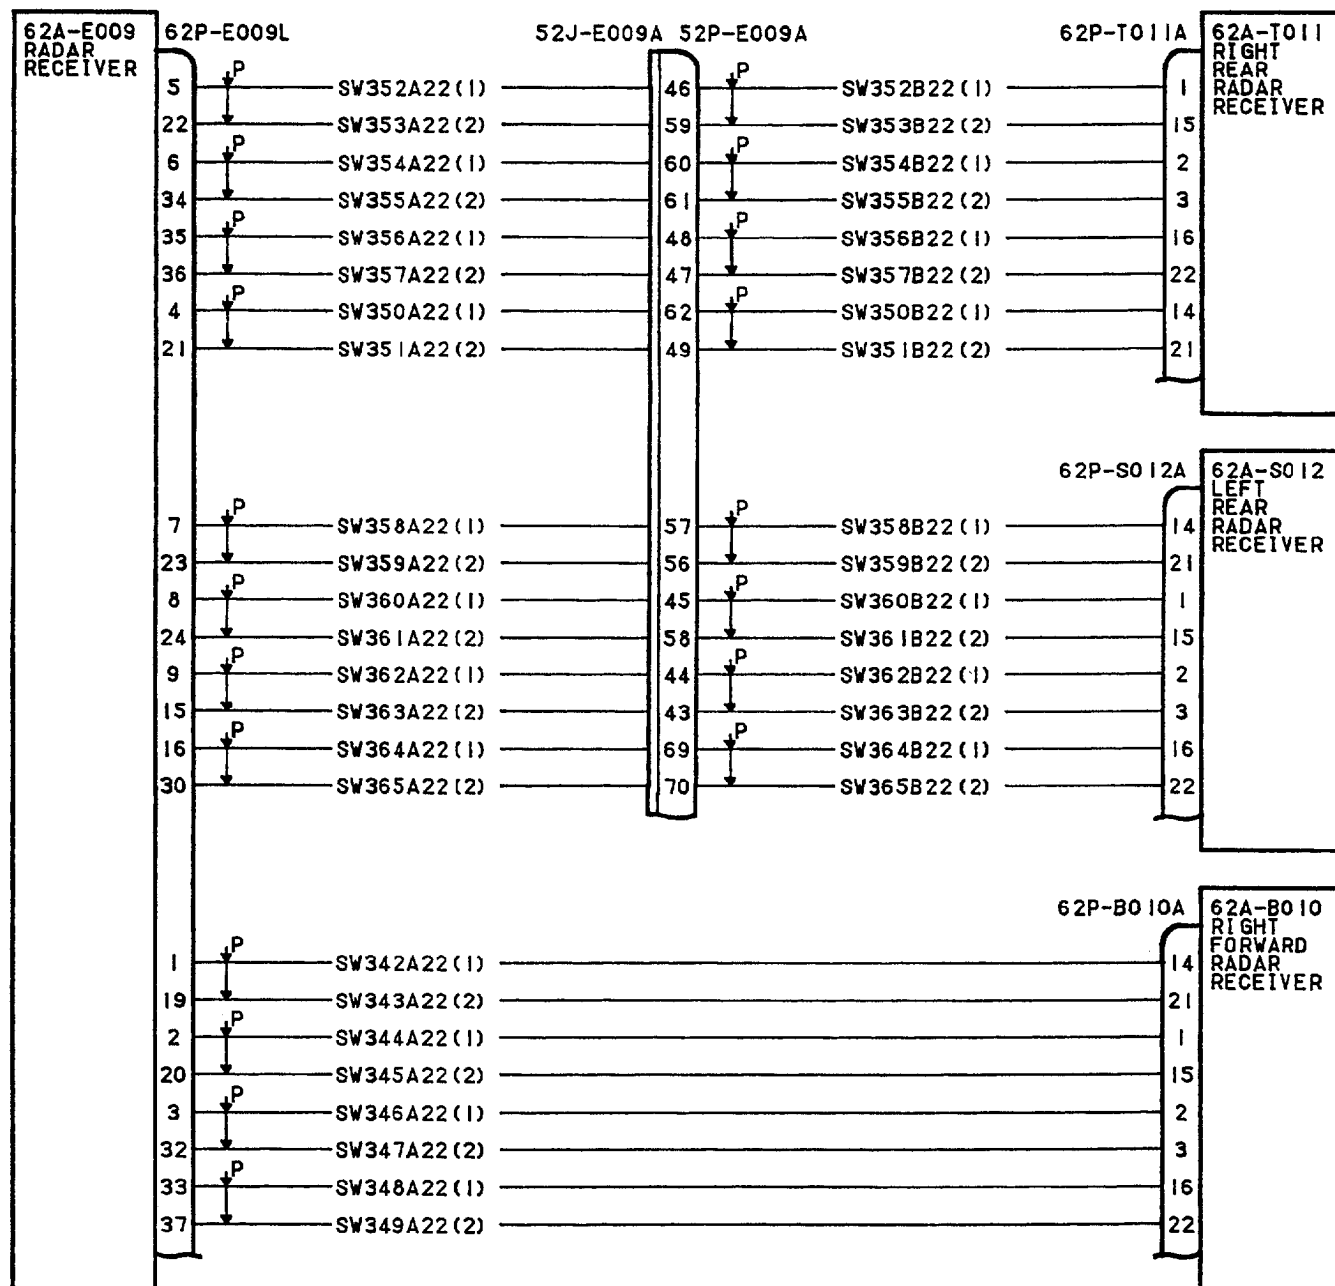 62A-E009 62P-E009L 52J-E009A 52P-E009A 62P-T011A 62A-T011
RADAR RIGHT
RECEIVER REAR
RADAR
RECEIVER
P P
5 SW352A22(1) 46 SW352B22(1) 1
22 SW353A22(2) 59 SW353B22(2) 15
P P
6 SW354A22(1) 60 SW354B22(1) 2
34 SW355A22(2) 61 SW355B22(2) 3
P P
35 SW356A22(1) 48 SW356B22(1) 16
36 SW357A22(2) 47 SW357B22(2) 22
P P
4 SW350A22(1) 62 SW350B22(1) 14
21 SW351A22(2) 49 SW351B22(2) 21
62P-S012A 62A-S012
LEFT
REAR
RADAR
RECEIVER
P P
7 SW358A22(1) 57 SW358B22(1) 14
23 SW359A22(2) 56 SW359B22(2) 21
P P
8 SW360A22(1) 45 SW360B22(1) 1
24 SW361A22(2) 58 SW361B22(2) 15
P P
9 SW362A22(1) 44 SW362B22(1) 2
15 SW363A22(2) 43 SW363B22(2) 3
P P
16 SW364A22(1) 69 SW364B22(1) 16
30 SW365A22(2) 70 SW365B22(2) 22
62P-B010A 62A-B010
RIGHT
FORWARD
RADAR
RECEIVER
P
1 SW342A22(1) 14
19 SW343A22(2) 21
P
2 SW344A22(1) 1
20 SW345A22(2) 15
P
3 SW346A22(1) 2
32 SW347A22(2) 3
P
33 SW348A22(1) 16
37 SW349A22(2) 22